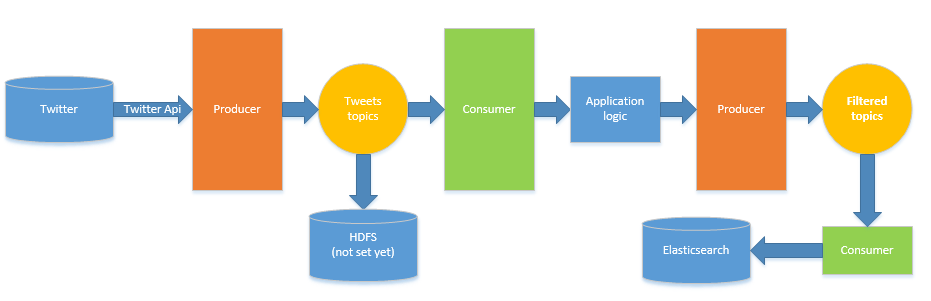 Twitter
Twitter Api
Producer
Tweets
topics
Consumer
Application
logic
Producer
Filtered
topics
HDFS
(not set yet)
Elasticsearch
Consumer